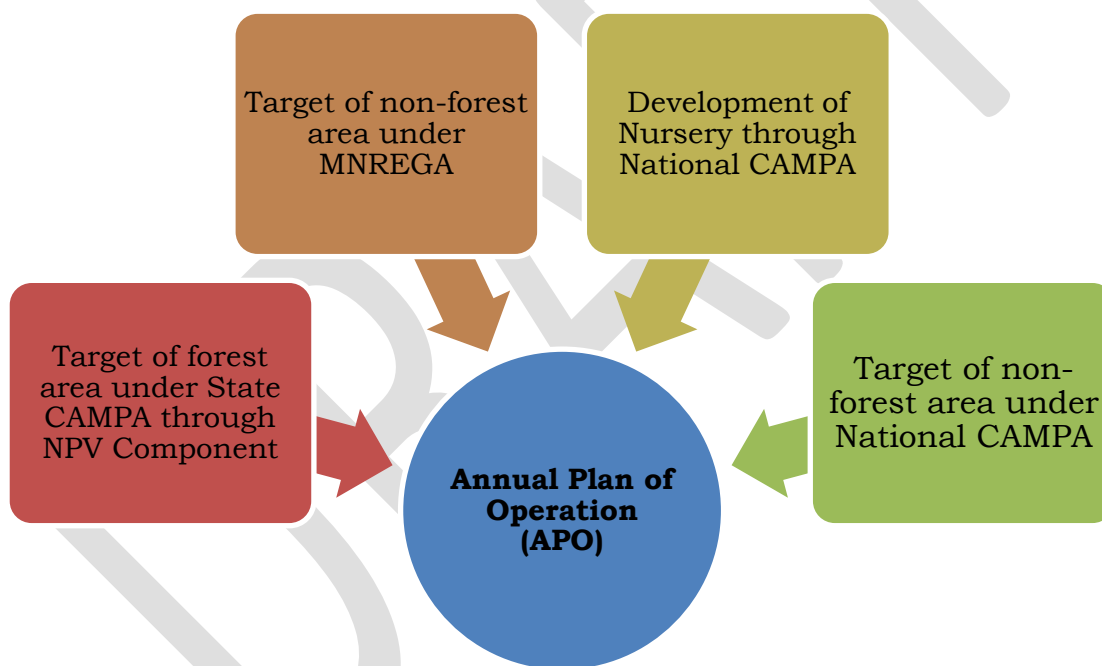 Target of non-forest
area under
MNREGA
Development of
Nursery through
National CAMPA
Target of forest
area under State
CAMPA through
NPV Component
Target of non-
forest area under
National CAMPA
Annual Plan of
Operation
(APO)